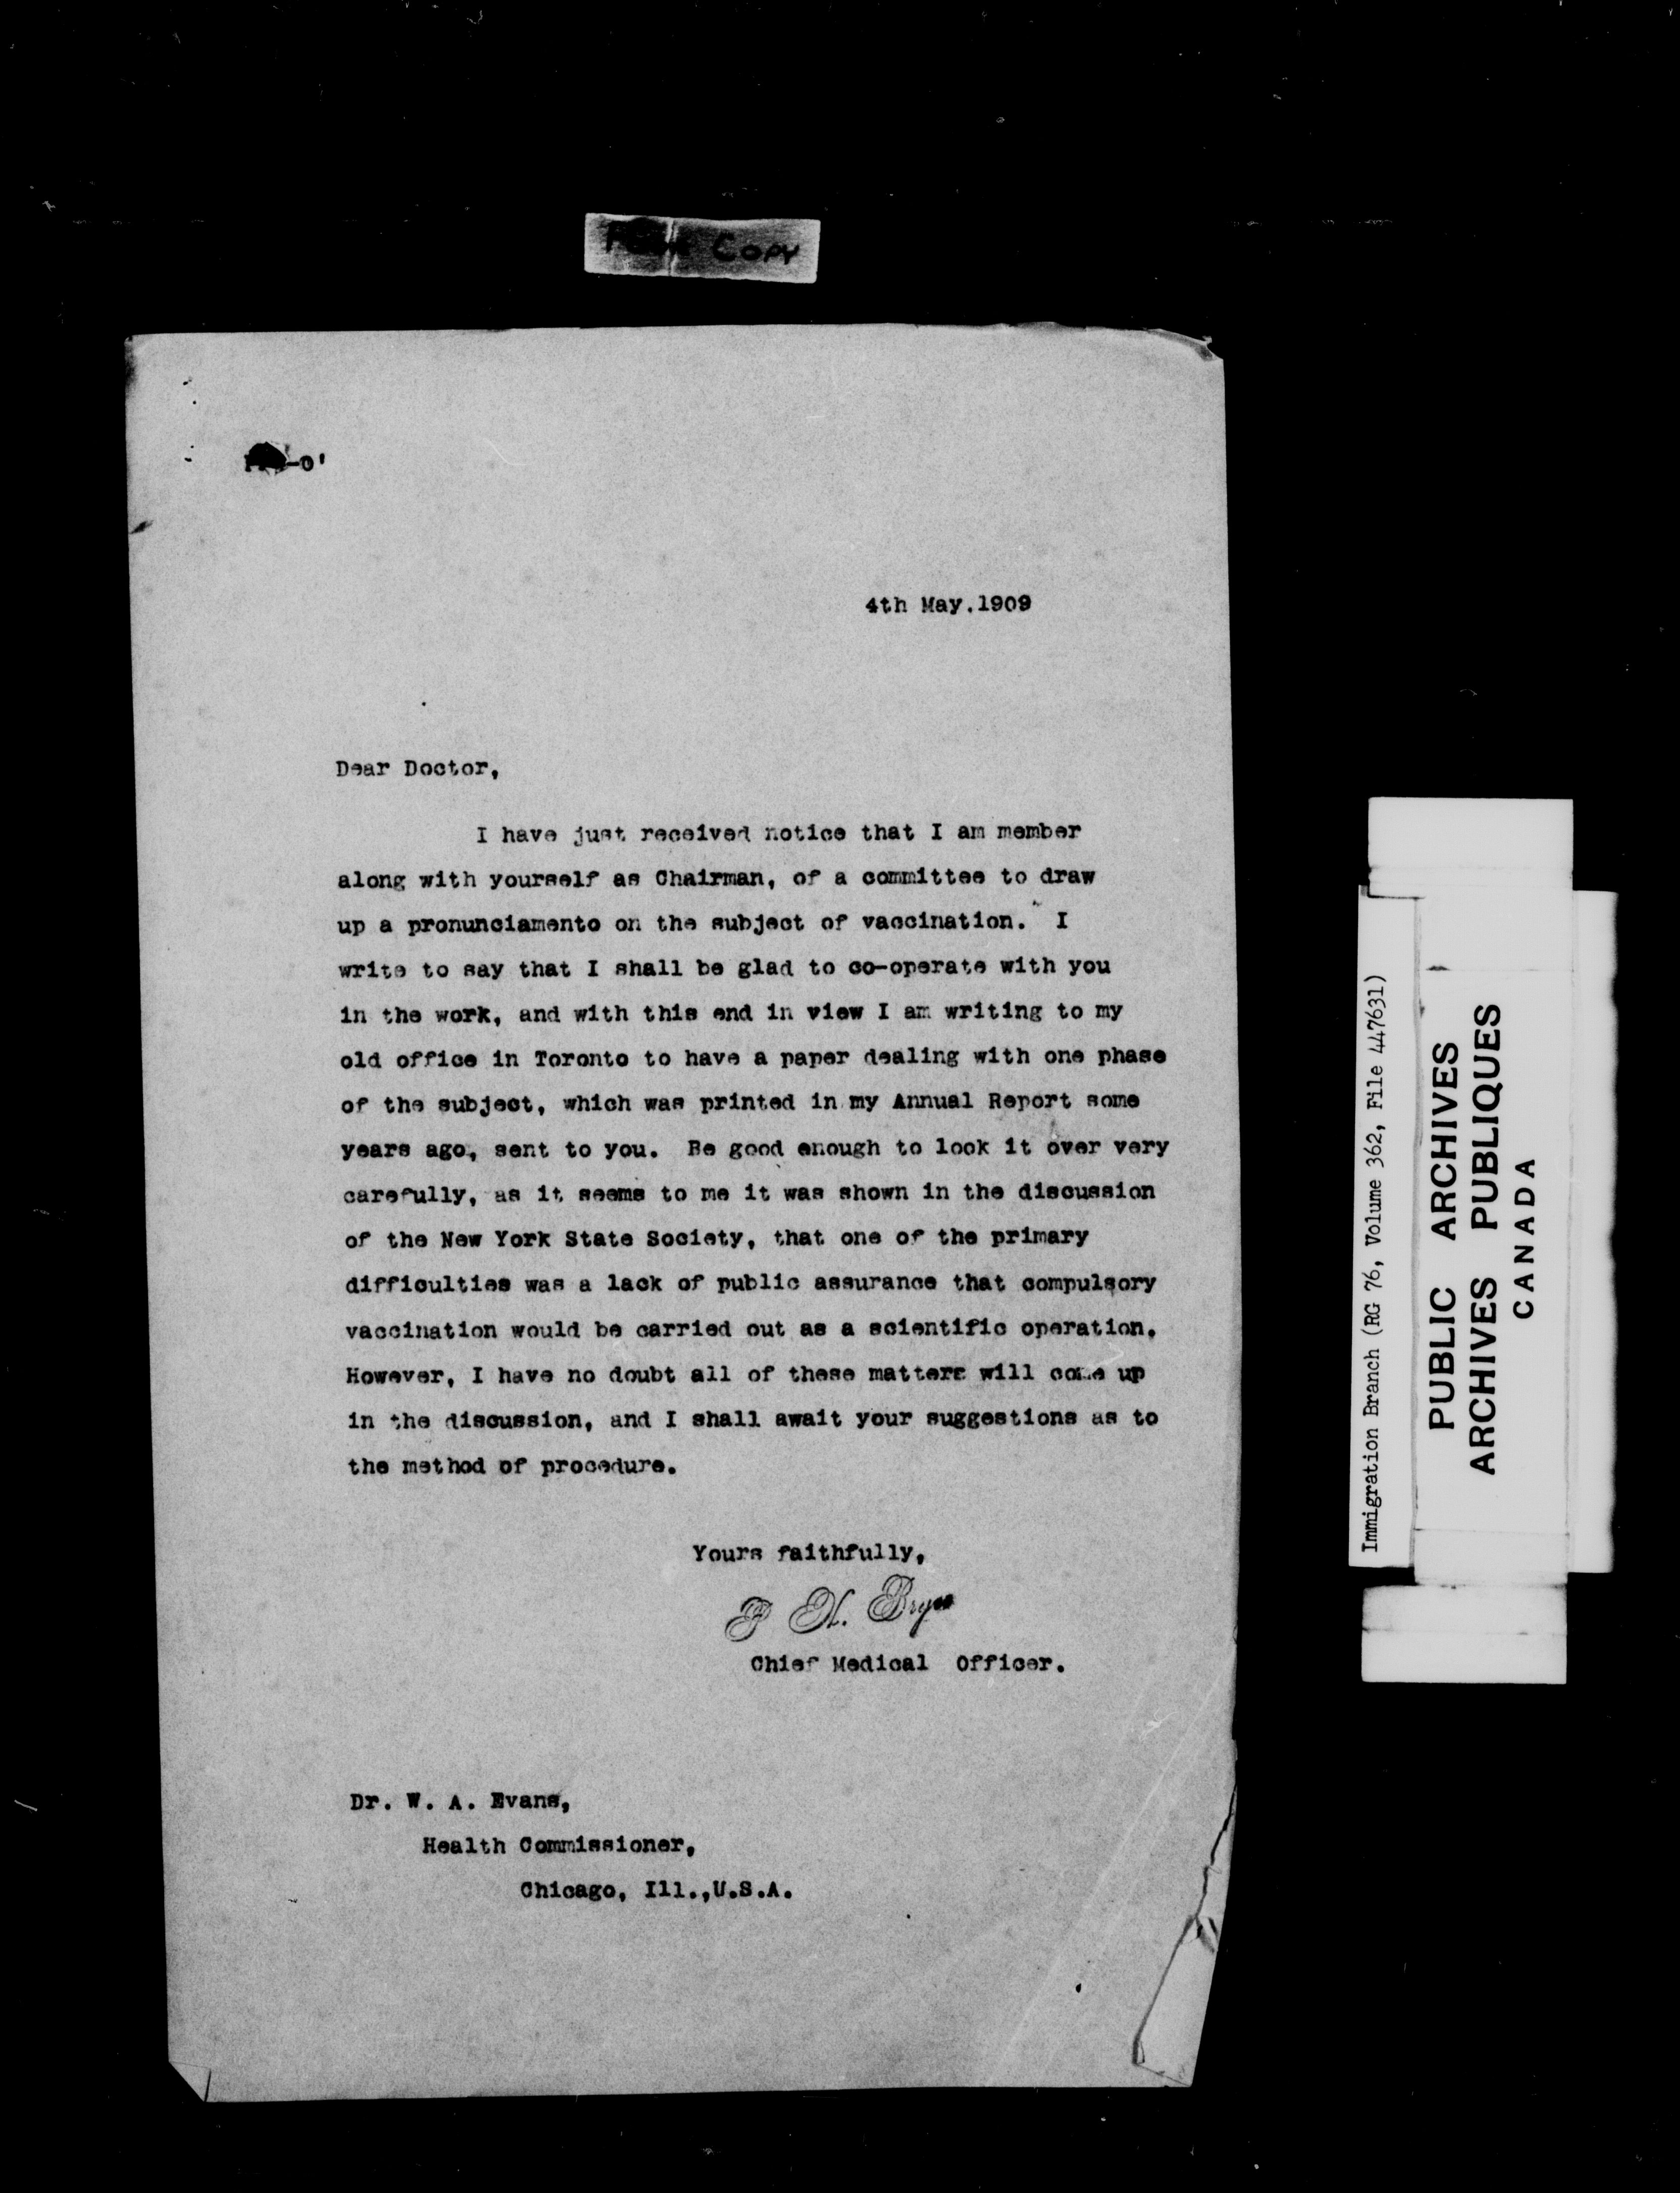 Copy
-0'
4th May.1909
Dear Doctor,
I have just received notice that I am member
along with yourself as Chairman, of a committee to draw
up a pronunciamento on the subject of vaccination. I
write to say that I shall be glad to co-operate with you
in the work, and with this end in view I am writing to my
old office in Toronto to have a paper dealing with one phase
of the subject, which was printed in my Annual Report some
years ago, sent to you. Be good enough to look it over very
carefully, as it seems to me it was shown in the discussion
of the New York State Society, that one of the primary
difficulties was a lack of public assurance that compulsory
vaccination would be carried out as a scientific operation.
However, I have no doubt all of these matters will come up
in the discussion, and I shall await your suggestions as to
the method of procedure.
Yours faithfully,
P H. Bryce
Chief Medical Officer.
Dr. W. A. Evans,
Health Commissioner,
Chicago, Ill.,U.S.A.
Immigration Branch (RG 76, Volume 362, File 447631)
PUBLIC ARCHIVES
ARCHIVES PUBLIQUES
CANADA